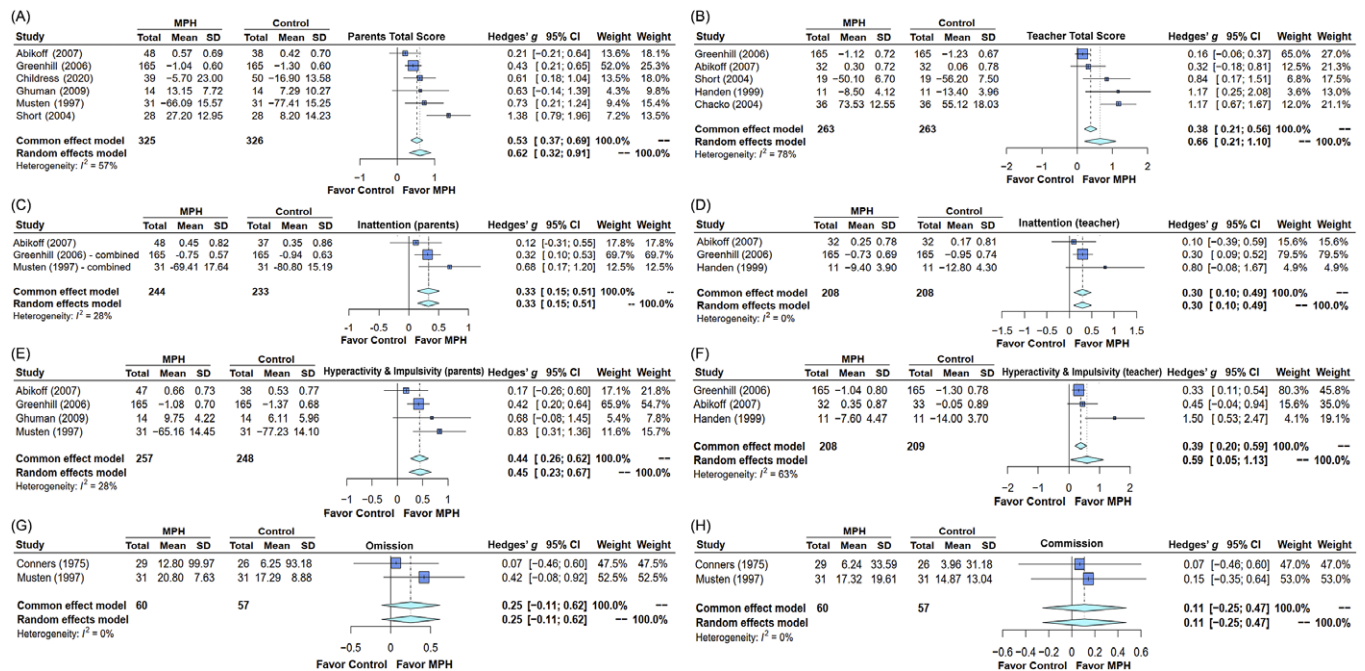 (A)
MPH Control
Study Total Mean SD Total Mean SD Parents Total Score Hedges' g 95% CI Weight Weight
Abikoff (2007) 48 0.57 0.69 38 0.42 0.70 0.21 [−0.21; 0.64] 13.6% 18.1%
Greenhill (2006) 165 −1.04 0.60 165 −1.30 0.60 0.43 [0.21; 0.65] 52.0% 25.3%
Childress (2020) 39 −5.70 23.00 50 −16.90 13.58 0.61 [0.18; 1.04] 13.5% 18.0%
Ghuman (2009) 14 13.15 7.72 14 7.29 10.27 0.63 [−0.14; 1.39] 4.3% 9.8%
Musten (1997) 31 −66.09 15.57 31 −77.41 15.25 0.73 [0.21; 1.24] 9.4% 15.4%
Short (2004) 28 27.20 12.95 28 8.20 14.23 1.38 [0.79; 1.96] 7.2% 13.5%
Common effect model 325 326 0.53 [0.37; 0.69] 100.0% −−
Random effects model 0.62 [0.32; 0.91] −− 100.0%
Heterogeneity: I² = 57%
−1 0 1 2
Favor Control Favor MPH
(B)
MPH Control
Study Total Mean SD Total Mean SD Teacher Total Score Hedges' g 95% CI Weight Weight
Greenhill (2006) 165 −1.12 0.72 165 −1.23 0.67 0.16 [−0.06; 0.37] 65.0% 27.0%
Abikoff (2007) 32 0.30 0.72 32 0.06 0.78 0.32 [−0.18; 0.81] 12.5% 21.3%
Short (2004) 19 −50.10 6.70 19 −56.20 7.50 0.84 [0.17; 1.51] 6.8% 17.5%
Handen (1999) 11 −8.50 4.12 11 −13.40 3.96 1.17 [0.25; 2.08] 3.6% 13.0%
Chacko (2004) 36 73.53 12.55 36 55.12 18.03 1.17 [0.67; 1.67] 12.0% 21.1%
Common effect model 263 263 0.38 [0.21; 0.56] 100.0% −−
Random effects model 0.66 [0.21; 1.10] −− 100.0%
Heterogeneity: I² = 78%
−2 −1 0 1 2
Favor Control Favor MPH
(C)
MPH Control
Study Total Mean SD Total Mean SD Inattention (parents) Hedges' g 95% CI Weight Weight
Abikoff (2007) 48 0.45 0.82 37 0.35 0.86 0.12 [−0.31; 0.55] 17.8% 17.8%
Greenhill (2006) - combined 165 −0.75 0.57 165 −0.94 0.63 0.32 [0.10; 0.53] 69.7% 69.7%
Musten (1997) - combined 31 −69.41 17.64 31 −80.80 15.19 0.68 [0.17; 1.20] 12.5% 12.5%
Common effect model 244 233 0.33 [0.15; 0.51] 100.0% −−
Random effects model 0.33 [0.15; 0.51] −− 100.0%
Heterogeneity: I² = 28%
−1 −0.5 0 0.5 1
Favor Control Favor MPH
(D)
MPH Control
Study Total Mean SD Total Mean SD Inattention (teacher) Hedges' g 95% CI Weight Weight
Abikoff (2007) 32 0.25 0.78 32 0.17 0.81 0.10 [−0.39; 0.59] 15.6% 15.6%
Greenhill (2006) 165 −0.73 0.69 165 −0.95 0.74 0.30 [0.09; 0.52] 79.5% 79.5%
Handen (1999) 11 −9.40 3.90 11 −12.80 4.30 0.80 [−0.08; 1.67] 4.9% 4.9%
Common effect model 208 208 0.30 [0.10; 0.49] 100.0% −−
Random effects model 0.30 [0.10; 0.49] −− 100.0%
Heterogeneity: I² = 0%
−1.5 −1 −0.5 0 0.5 1 1.5
Favor Control Favor MPH
(E)
MPH Control
Study Total Mean SD Total Mean SD Hyperactivity & Impulsivity (parents) Hedges' g 95% CI Weight Weight
Abikoff (2007) 47 0.66 0.73 38 0.53 0.77 0.17 [−0.26; 0.60] 17.1% 21.8%
Greenhill (2006) 165 −1.08 0.70 165 −1.37 0.68 0.42 [0.20; 0.64] 65.9% 54.7%
Ghuman (2009) 14 9.75 4.22 14 6.11 5.96 0.68 [−0.08; 1.45] 5.4% 7.8%
Musten (1997) 31 −65.16 14.45 31 −77.23 14.10 0.83 [0.31; 1.36] 11.6% 15.7%
Common effect model 257 248 0.44 [0.26; 0.62] 100.0% −−
Random effects model 0.45 [0.23; 0.67] −− 100.0%
Heterogeneity: I² = 28%
−1 −0.5 0 0.5 1
Favor Control Favor MPH
(F)
MPH Control
Study Total Mean SD Total Mean SD Hyperactivity & Impulsivity (teacher) Hedges' g 95% CI Weight Weight
Greenhill (2006) 165 −1.04 0.80 165 −1.30 0.78 0.33 [0.11; 0.54] 80.3% 45.8%
Abikoff (2007) 32 0.35 0.87 33 −0.05 0.89 0.45 [−0.04; 0.94] 15.6% 35.0%
Handen (1999) 11 −7.60 4.47 11 −14.00 3.70 1.50 [0.53; 2.47] 4.1% 19.1%
Common effect model 208 209 0.39 [0.20; 0.59] 100.0% −−
Random effects model 0.59 [0.05; 1.13] −− 100.0%
Heterogeneity: I² = 63%
−2 −1 0 1 2
Favor Control Favor MPH
(G)
MPH Control
Study Total Mean SD Total Mean SD Omission Hedges' g 95% CI Weight Weight
Conners (1975) 29 12.80 99.97 26 6.25 93.18 0.07 [−0.46; 0.60] 47.5% 47.5%
Musten (1997) 31 20.80 7.63 31 17.29 8.88 0.42 [−0.08; 0.92] 52.5% 52.5%
Common effect model 60 57 0.25 [−0.11; 0.62] 100.0% −−
Random effects model 0.25 [−0.11; 0.62] −− 100.0%
Heterogeneity: I² = 0%
−0.5 0 0.5
Favor Control Favor MPH
(H)
MPH Control
Study Total Mean SD Total Mean SD Commission Hedges' g 95% CI Weight Weight
Connes (1975) 29 6.24 33.59 26 3.96 31.18 0.07 [−0.46; 0.60] 47.0% 47.0%
Musten (1997) 31 17.32 19.61 31 14.87 13.04 0.15 [−0.35; 0.64] 53.0% 53.0%
Common effect model 60 57 0.11 [−0.25; 0.47] 100.0% −−
Random effects model 0.11 [−0.25; 0.47] −− 100.0%
Heterogeneity: I² = 0%
−0.6 −0.4 −0.2 0 0.2 0.4 0.6
Favor Control Favor MPH